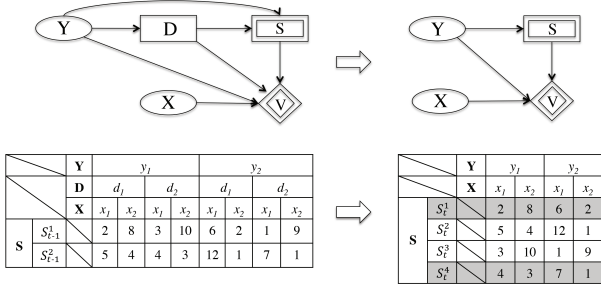 Y D S
X V
Y S
X V
Y y₁ y₂
D d₁ d₂ d₁ d₂
X x₁ x₂ x₁ x₂ x₁ x₂ x₁ x₂
S S¹ₜ₋₁ 2 8 3 10 6 2 1 9
S²ₜ₋₁ 5 4 4 3 12 1 7 1
Y y₁ y₂
X x₁ x₂ x₁ x₂
S¹ₜ 2 8 6 2
S S²ₜ 5 4 12 1
S³ₜ 3 10 1 9
S⁴ₜ 4 3 7 1